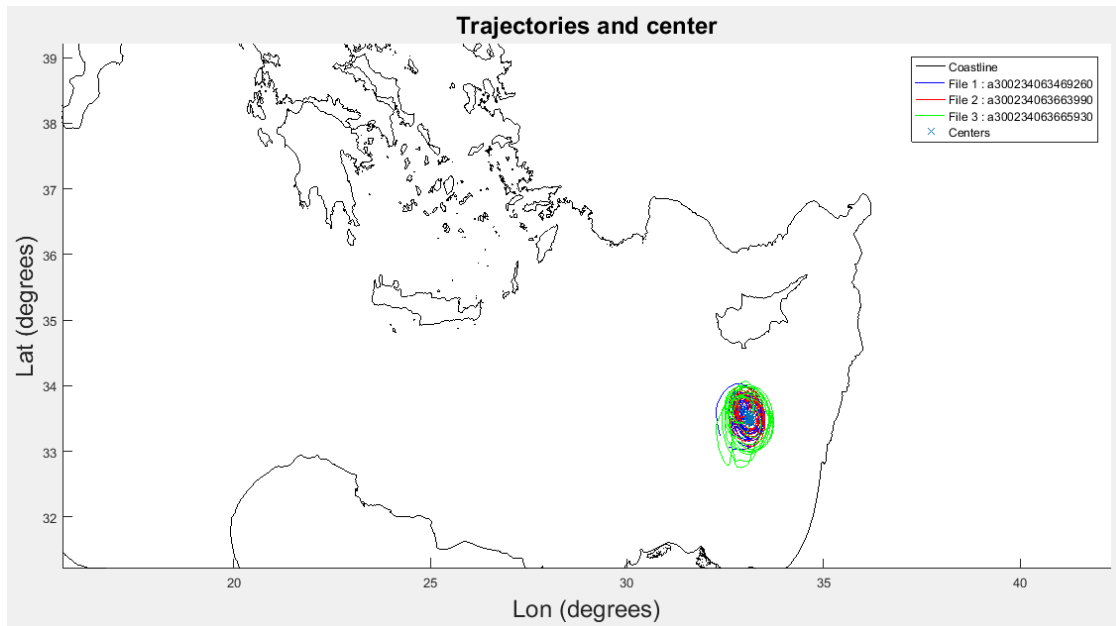 Trajectories and center
Coastline
File 1 : a300234063469260
File 2 : a300234063663990
File 3 : a300234063665930
Centers
39
38
37
36
35
34
33
32
Lat (degrees)
20
25
30
35
40
Lon (degrees)